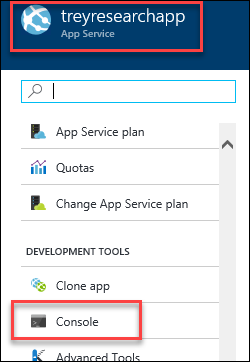 treyresearchapp
App Service
App Service plan
Quotas
Change App Service plan
DEVELOPMENT TOOLS
Clone app
Console
Advanced Tools